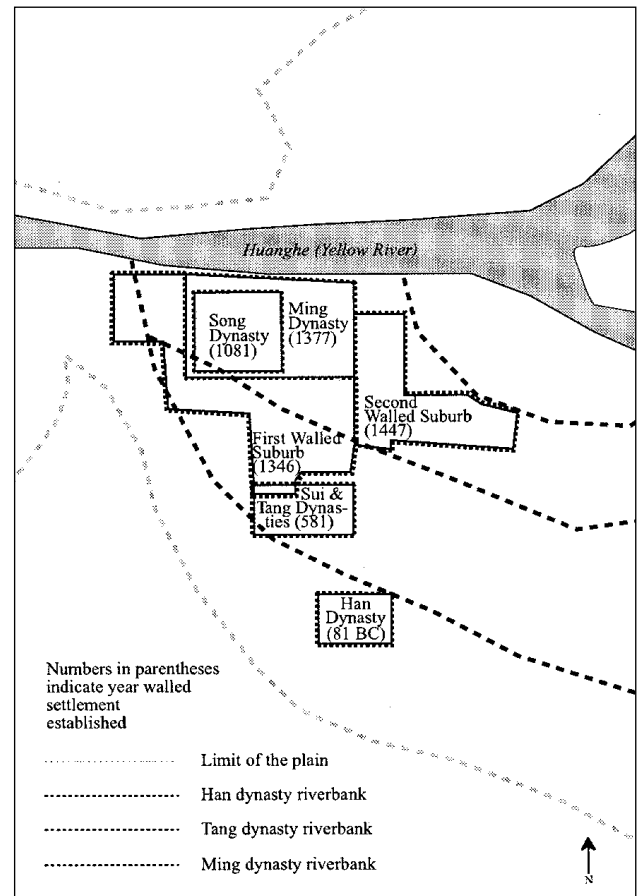 Huanghe (Yellow River)
Song
Dynasty
(1081)
Ming
Dynasty
(1377)
Second
Walled Suburb
(1447)
First Walled
Suburb
(1346)
Sui &
Tang Dynas-
ties (581)
Han
Dynasty
(81 BC)
Numbers in parentheses
indicate year walled
settlement
established
Limit of the plain
Han dynasty riverbank
Tang dynasty riverbank
Ming dynasty riverbank
N